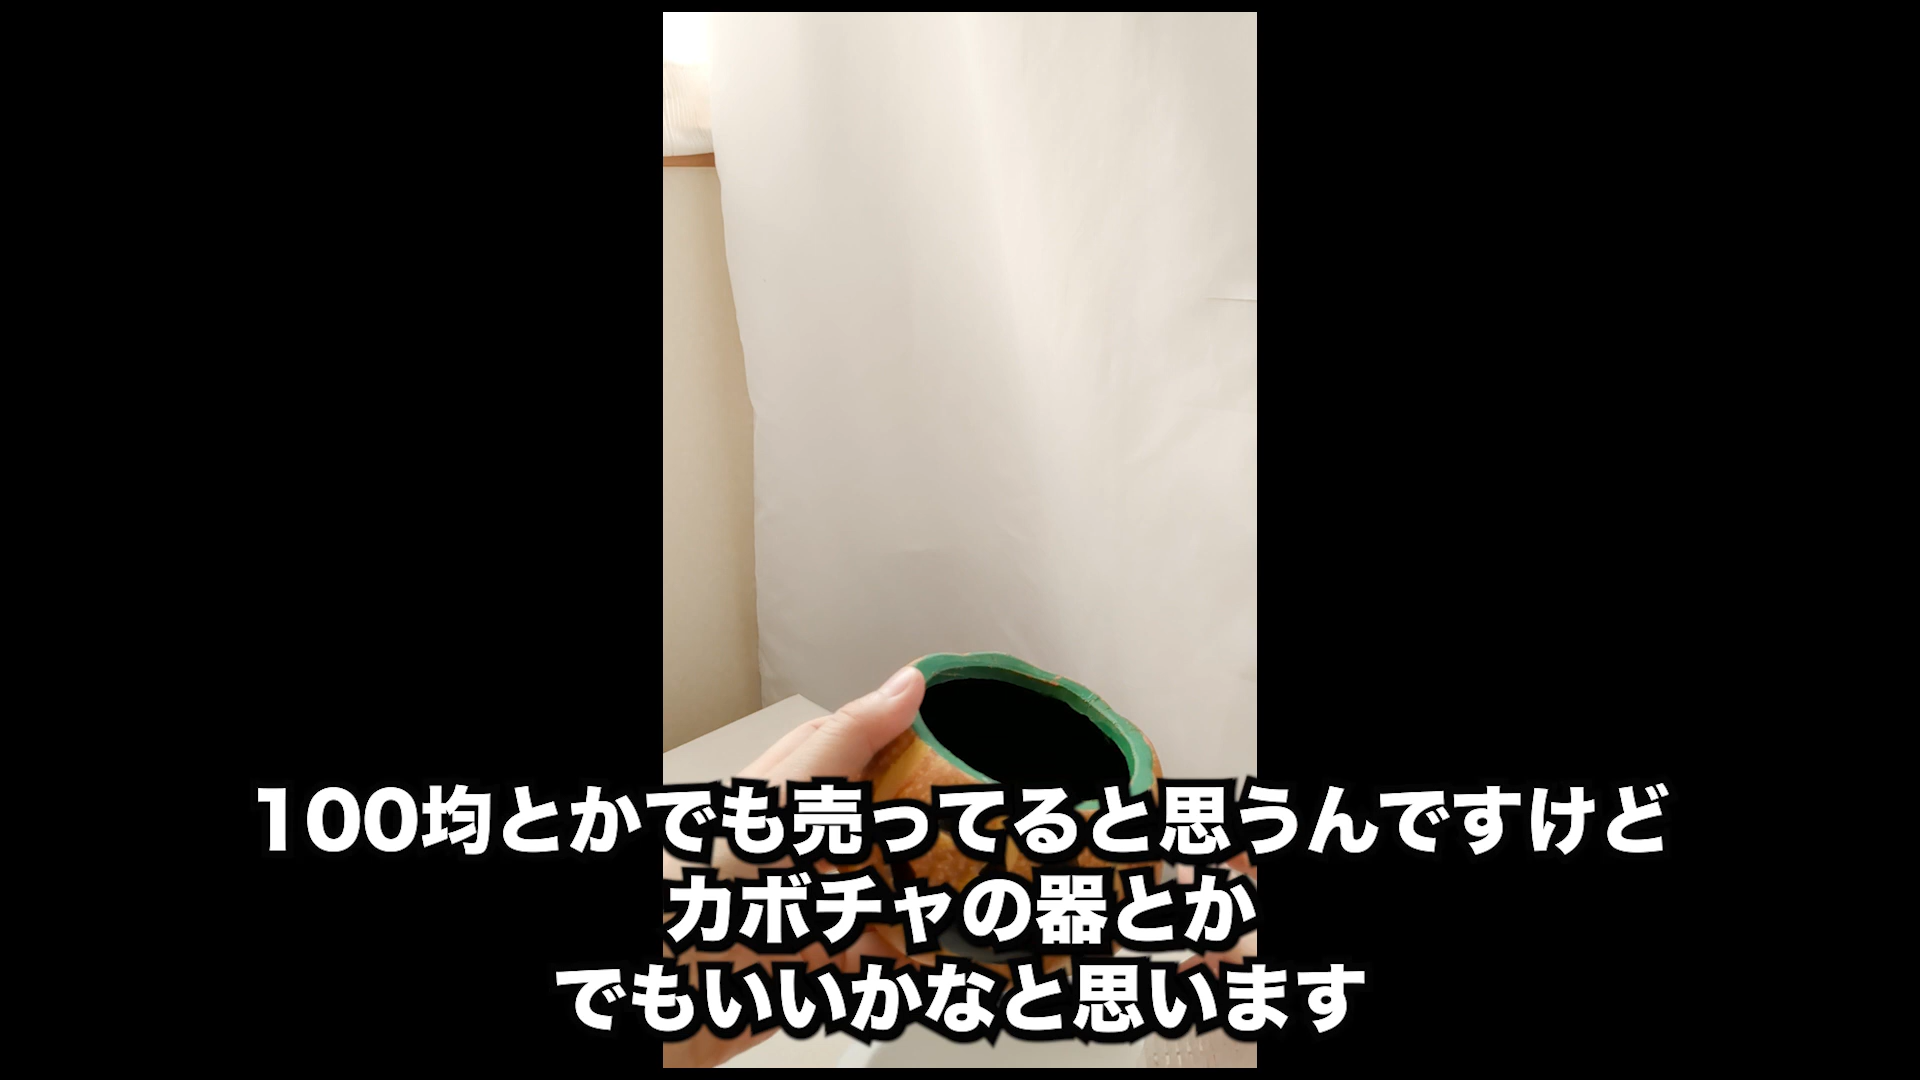 100均とかでも売ってると思うんですけど
カボチャの器とか
でもいいかなと思います